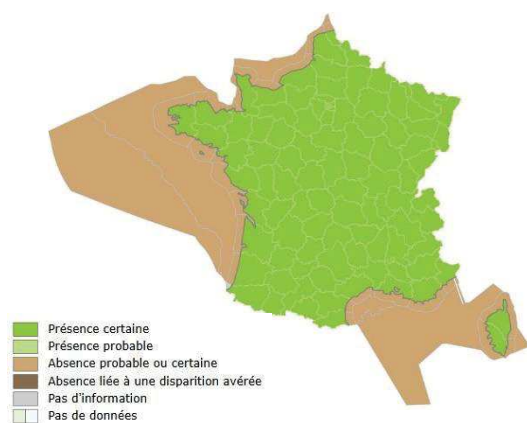 Présence certaine
Présence probable
Absence probable ou certaine
Absence liée à une disparition avérée
Pas d'information
Pas de données